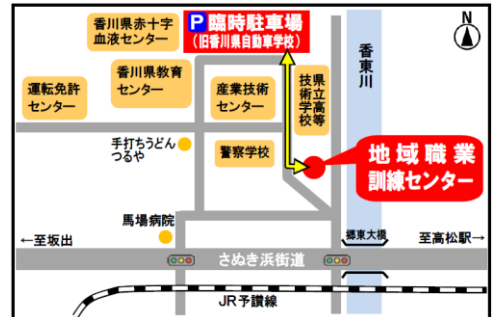 香川県赤十字
血液センター
P 臨時駐車場
(旧香川県自動車学校)
N
香川県教育
センター
運転免許
センター
産業技術
センター
県立高等
技術学校
香東川
手打ちうどん
つるや
警察学校
地域職業
訓練センター
馬場病院
←至坂出
郷東大橋
至高松駅→
さぬき浜街道
JR予讃線